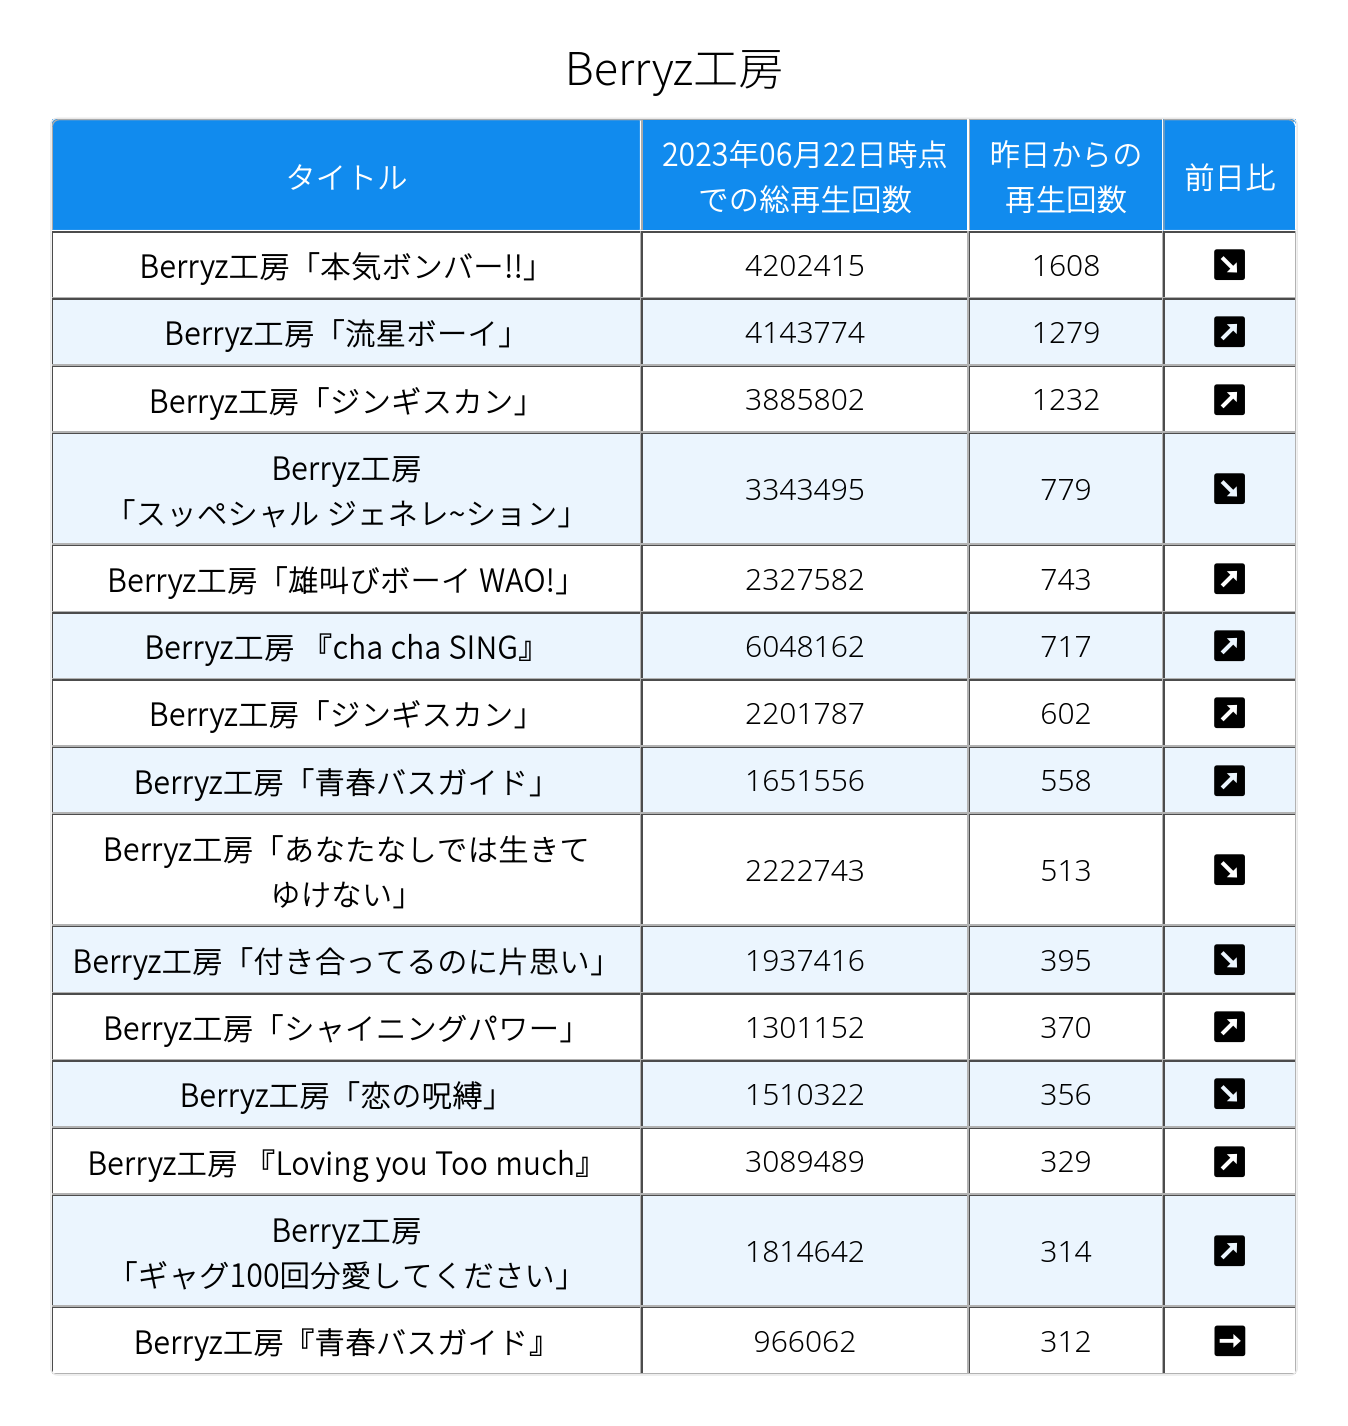 Berryz工房
タイトル
2023年06月22日時点
での総再生回数
昨日からの
再生回数
前日比
Berryz工房「本気ボンバー!!」
4202415
1608
Berryz工房「流星ボーイ」
4143774
1279
Berryz工房「ジンギスカン」
3885802
1232
Berryz工房
「スッペシャル ジェネレ~ション」
3343495
779
Berryz工房「雄叫びボーイ WAO!」
2327582
743
Berryz工房 『cha cha SING』
6048162
717
Berryz工房「ジンギスカン」
2201787
602
Berryz工房「青春バスガイド」
1651556
558
Berryz工房「あなたなしでは生きて
ゆけない」
2222743
513
Berryz工房「付き合ってるのに片思い」
1937416
395
Berryz工房「シャイニングパワー」
1301152
370
Berryz工房「恋の呪縛」
1510322
356
Berryz工房 『Loving you Too much』
3089489
329
Berryz工房
「ギャグ100回分愛してください」
1814642
314
Berryz工房『青春バスガイド』
966062
312